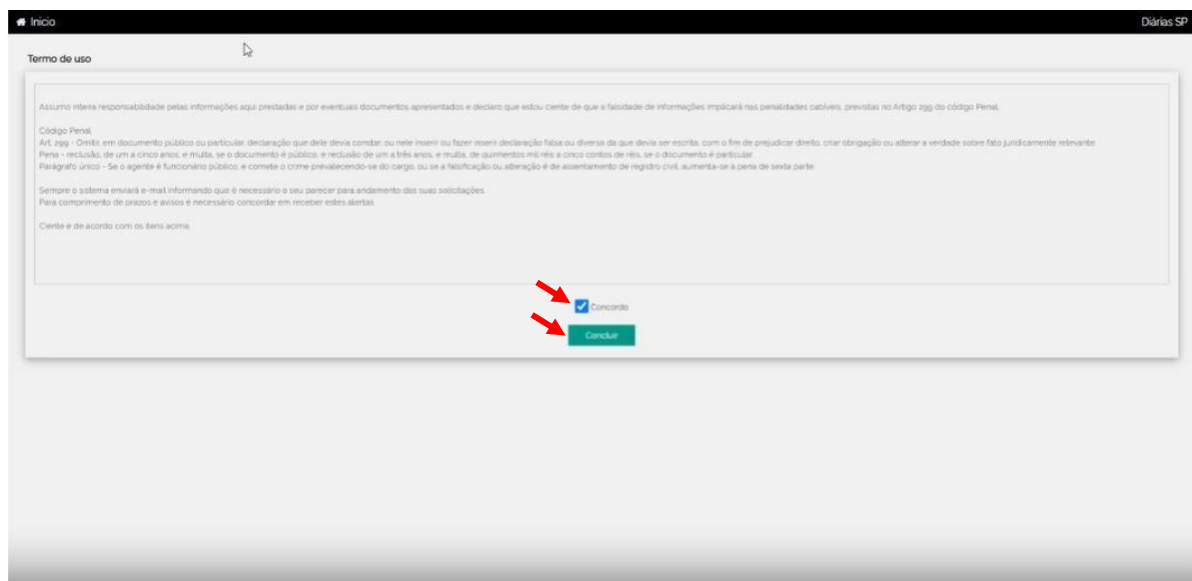 Início
Diárias SP
Termo de uso
Assumo inteira responsabilidade pelas informações aqui prestadas e por eventuais documentos apresentados e declaro que estou ciente de que a falsidade de informações implicará nas penalidades cabíveis, previstas no Artigo 299 do código Penal.
Código Penal
Art. 299 - Omitir, em documento público ou particular, declaração que dele devia constar, ou nele inserir ou fazer inserir declaração falsa ou diversa da que devia ser escrita, com o fim de prejudicar direito, criar obrigação ou alterar a verdade sobre fato juridicamente relevante
Pena - reclusão, de um a cinco anos, e multa, se o documento é público, e reclusão de um a três anos, e multa, de quinhentos mil réis a cinco contos de réis, se o documento é particular.
Parágrafo único - Se o agente é funcionário público, e comete o crime prevalecendo-se do cargo, ou se a falsificação ou alteração é de assentamento de registro civil, aumenta-se a pena de sexta parte
Sempre o sistema enviará e-mail informando que é necessário o seu parecer para andamento das suas solicitações.
Para comprimento de prazos e avisos é necessário concordar em receber estes alertas
Ciente e de acordo com os itens acima
Concordo
Concluir